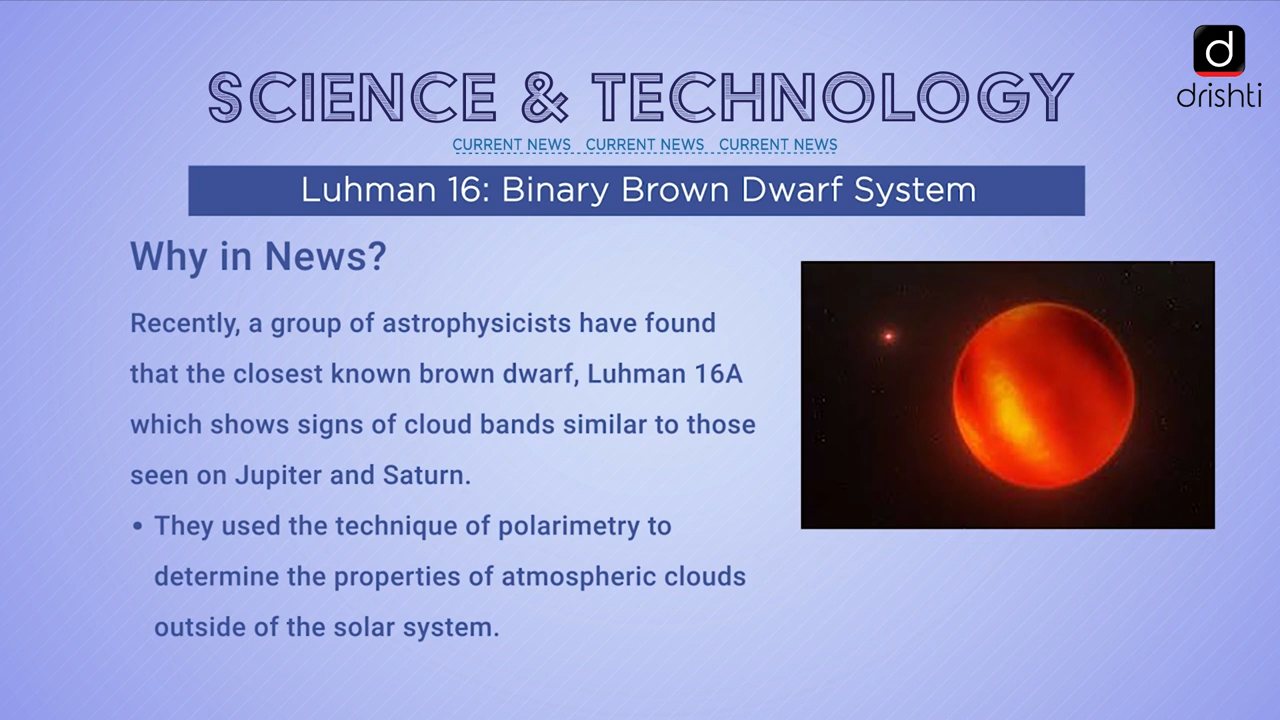 d
drishti
SCIENCE & TECHNOLOGY
CURRENT NEWS CURRENT NEWS CURRENT NEWS
Luhman 16: Binary Brown Dwarf System
Why in News?
Recently, a group of astrophysicists have found
that the closest known brown dwarf, Luhman 16A
which shows signs of cloud bands similar to those
seen on Jupiter and Saturn.
• They used the technique of polarimetry to
determine the properties of atmospheric clouds
outside of the solar system.